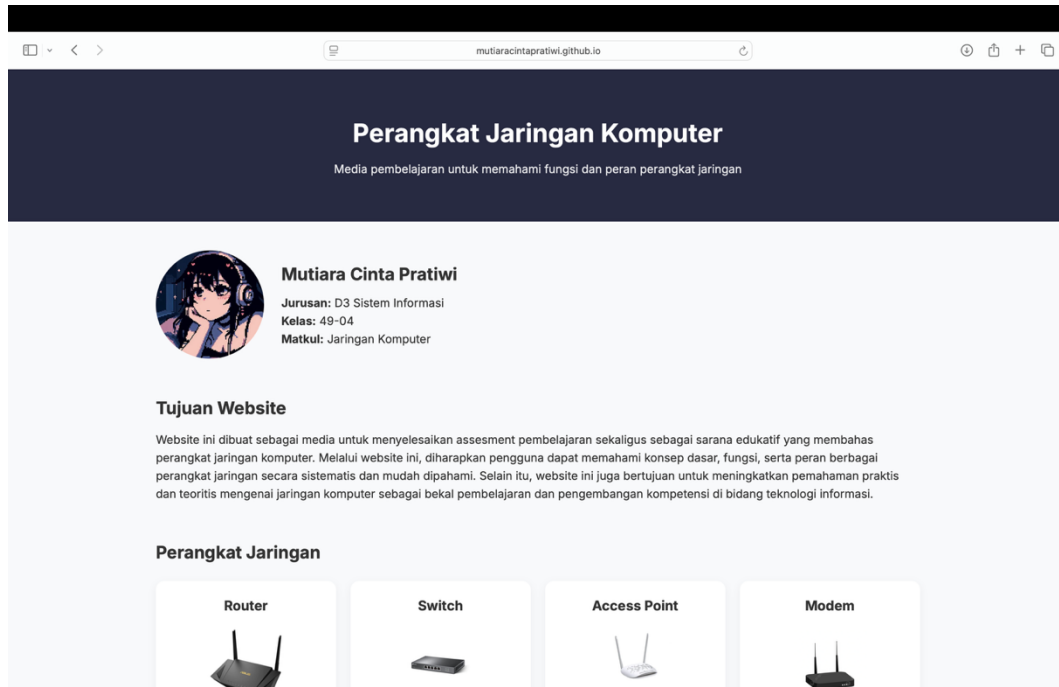 mutiaracintapratiwi.github.io
Perangkat Jaringan Komputer
Media pembelajaran untuk memahami fungsi dan peran perangkat jaringan
Mutiara Cinta Pratiwi
Jurusan: D3 Sistem Informasi
Kelas: 49-04
Matkul: Jaringan Komputer
Tujuan Website
Website ini dibuat sebagai media untuk menyelesaikan assesment pembelajaran sekaligus sebagai sarana edukatif yang membahas
perangkat jaringan komputer. Melalui website ini, diharapkan pengguna dapat memahami konsep dasar, fungsi, serta peran berbagai
perangkat jaringan secara sistematis dan mudah dipahami. Selain itu, website ini juga bertujuan untuk meningkatkan pemahaman praktis
dan teoritis mengenai jaringan komputer sebagai bekal pembelajaran dan pengembangan kompetensi di bidang teknologi informasi.
Perangkat Jaringan
Router Switch Access Point Modem